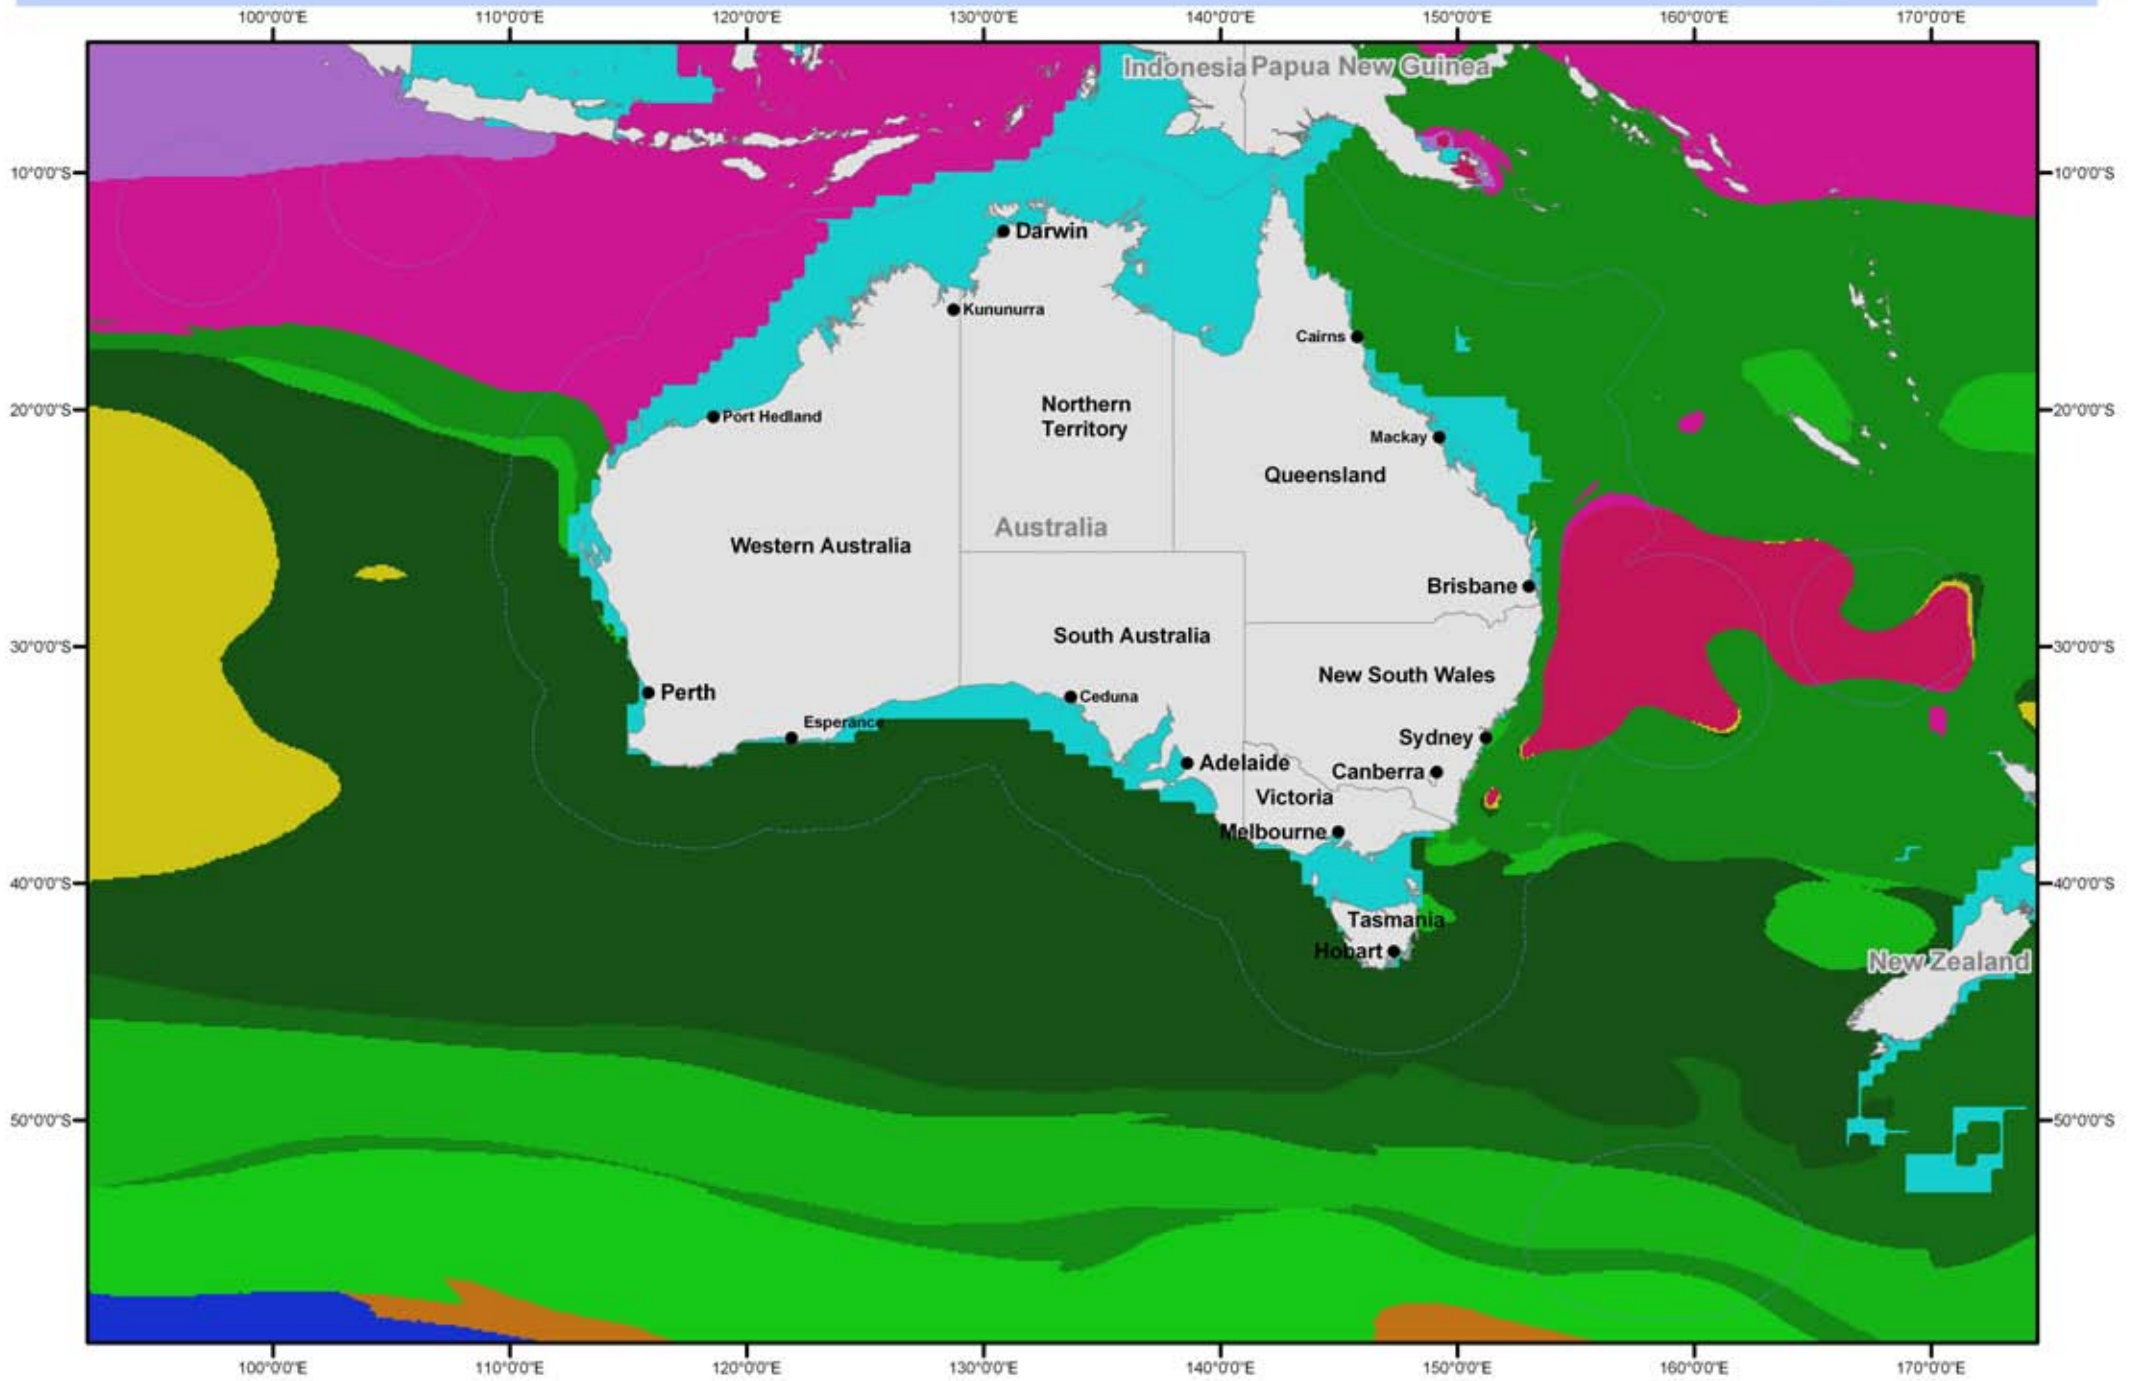 100°0'0"E 110°0'0"E 120°0'0"E 130°0'0"E 140°0'0"E 150°0'0"E 160°0'0"E 170°0'0"E
Indonesia Papua New Guinea
10°0'0"S 10°0'0"S
Darwin
Kununurra
Cairns
20°0'0"S 20°0'0"S
Northern
Territory
Port Hedland
Mackay
Queensland
Australia
Western Australia
Brisbane
South Australia
30°0'0"S 30°0'0"S
New South Wales
Perth
Ceduna
Esperance
Sydney
Adelaide
Canberra
Victoria
Melbourne
40°0'0"S 40°0'0"S
Tasmania
Hobart
New Zealand
50°0'0"S 50°0'0"S
100°0'0"E 110°0'0"E 120°0'0"E 130°0'0"E 140°0'0"E 150°0'0"E 160°0'0"E 170°0'0"E